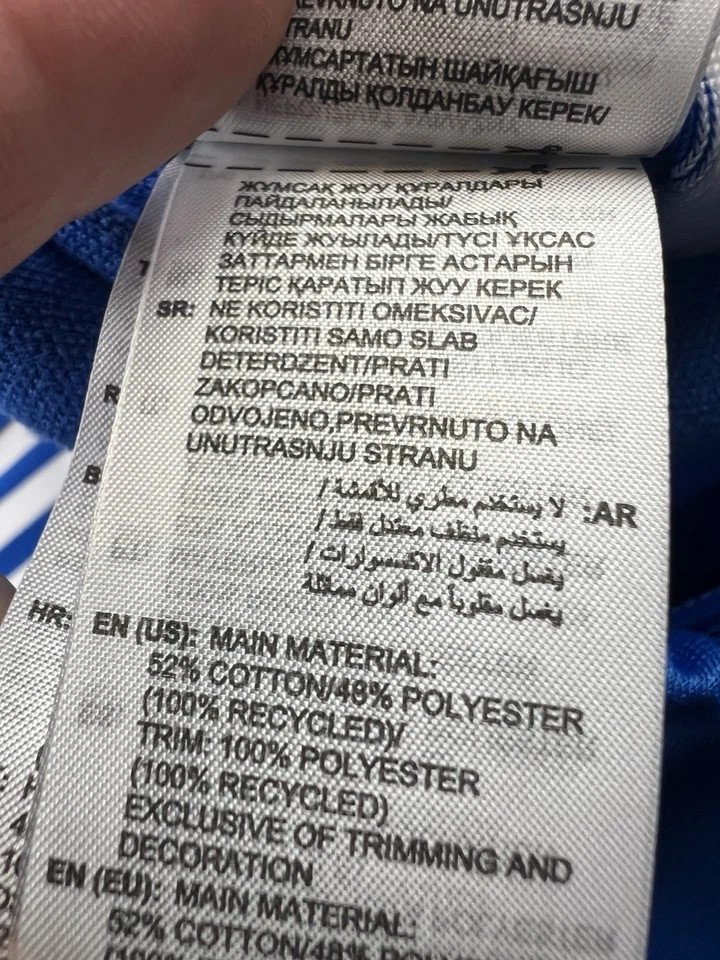 NA UNUTRASNJU
TRANU
ЖҰМСАРТАТЫН ШАЙҚАҒЫШ
ҚҰРАЛДЫ ҚОЛДАНБАУ КЕРЕК/
ЖҰМСАҚ ЖУУ ҚҰРАЛДАРЫ
ПАЙДАЛАНЫЛАДЫ/
СЫДЫРМАЛАРЫ ЖАБЫҚ
КҮЙДЕ ЖУЫЛАДЫ/ТҮСІ ҰҚСАС
ЗАТТАРМЕН БІРГЕ АСТАРЫН
ТЕРІС ҚАРАТЫП ЖУУ КЕРЕК
SR: NE KORISTITI OMEKSIVAC/
KORISTITI SAMO SLAB
DETERDZENT/PRATI
ZAKOPCANO/PRATI
ODVOJENO,PREVRNUTO NA
UNUTRASNJU STRANU
AR: لا يستخدم مطري للأقمشة /
يستخدم منظف معتدل فقط /
يغسل مقفول الاكسسوارات /
يغسل مقلوباً مع ألوان مماثلة
HR:
EN (US): MAIN MATERIAL:
52% COTTON/48% POLYESTER
(100% RECYCLED)/
TRIM: 100% POLYESTER
(100% RECYCLED)
EXCLUSIVE OF TRIMMING AND
DECORATION
EN (EU): MAIN MATERIAL:
52% COTTON/48%